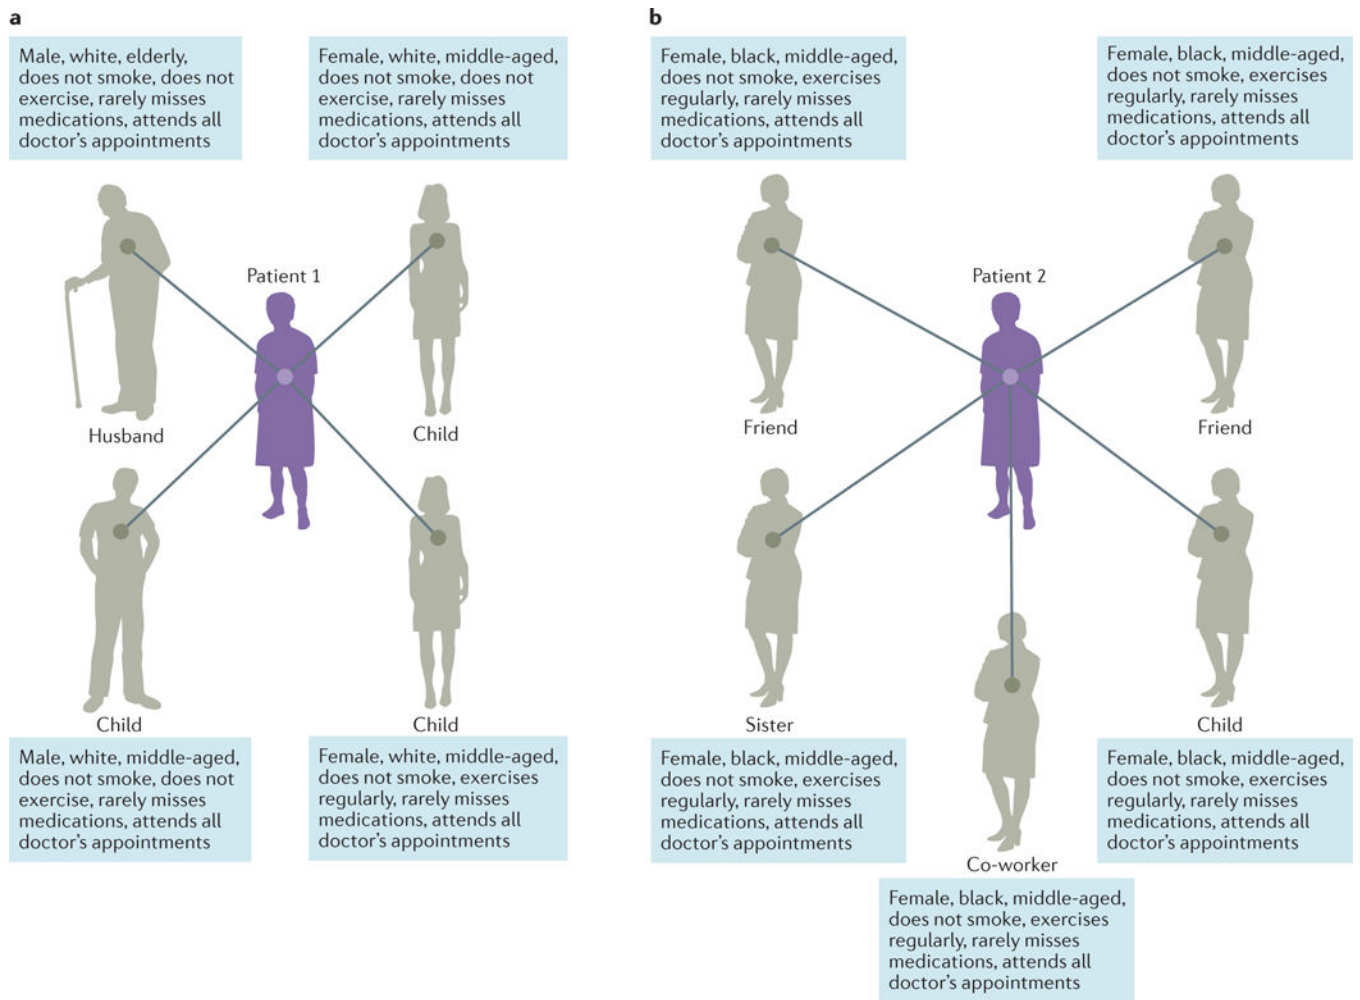 a
Male, white, elderly,
does not smoke, does not
exercise, rarely misses
medications, attends all
doctor's appointments
Female, white, middle-aged,
does not smoke, does not
exercise, rarely misses
medications, attends all
doctor's appointments
Patient 1
Husband
Child
Child
Child
Male, white, middle-aged,
does not smoke, does not
exercise, rarely misses
medications, attends all
doctor's appointments
Female, white, middle-aged,
does not smoke, exercises
regularly, rarely misses
medications, attends all
doctor's appointments
b
Female, black, middle-aged,
does not smoke, exercises
regularly, rarely misses
medications, attends all
doctor's appointments
Female, black, middle-aged,
does not smoke, exercises
regularly, rarely misses
medications, attends all
doctor's appointments
Patient 2
Friend
Friend
Sister
Child
Female, black, middle-aged,
does not smoke, exercises
regularly, rarely misses
medications, attends all
doctor's appointments
Female, black, middle-aged,
does not smoke, exercises
regularly, rarely misses
medications, attends all
doctor's appointments
Co-worker
Female, black, middle-aged,
does not smoke, exercises
regularly, rarely misses
medications, attends all
doctor's appointments